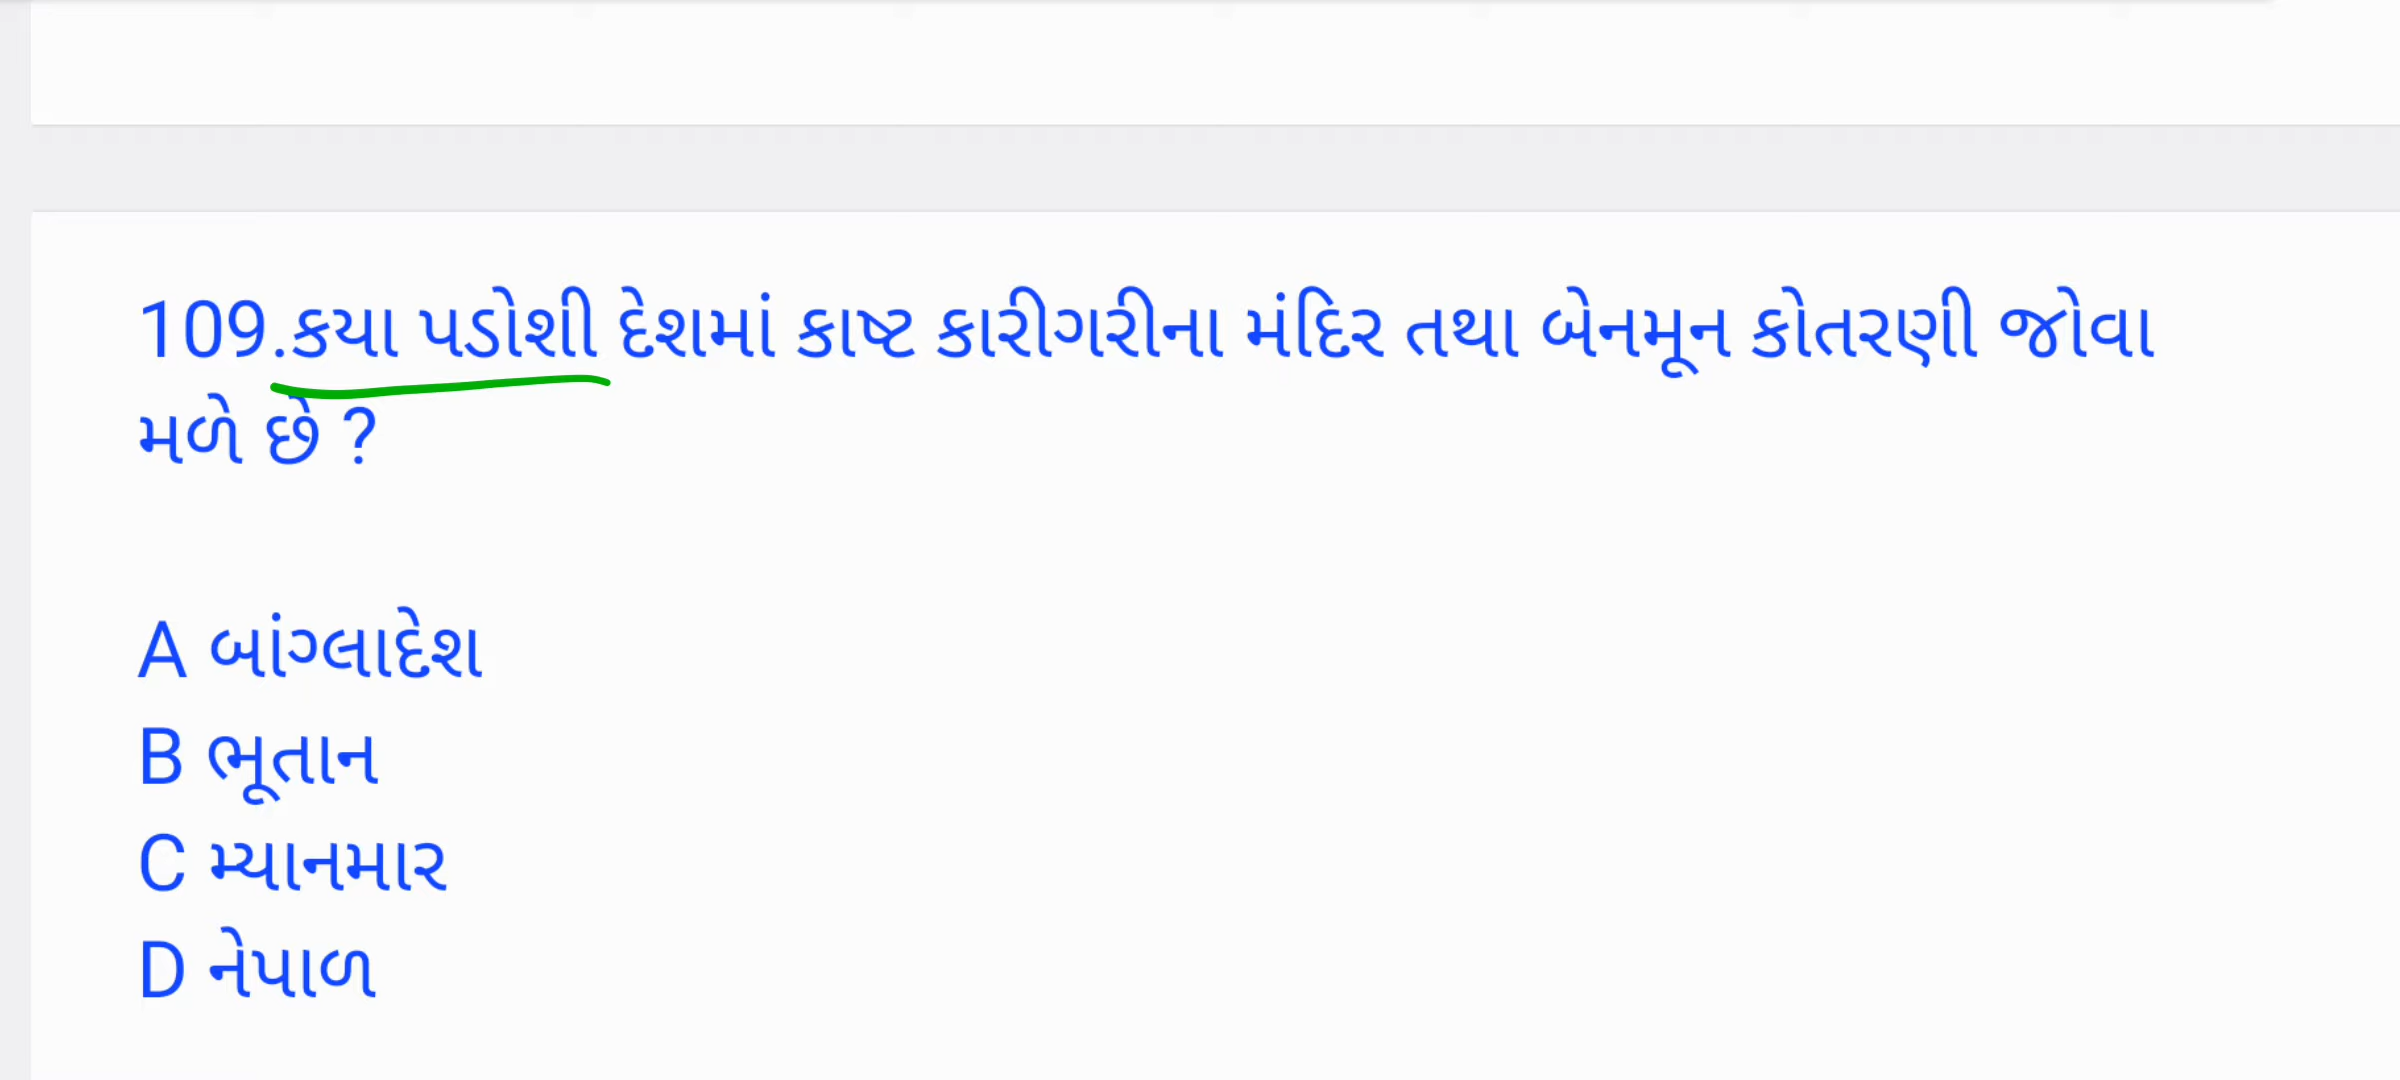 109.કયા પડોશી દેશમાં કાષ્ટ કારીગરીના મંદિર તથા બેનમૂન કોતરણી જોવા
મળે છે ?
A બાંગ્લાદેશ
B ભૂતાન
C મ્યાનમાર
D નેપાળ